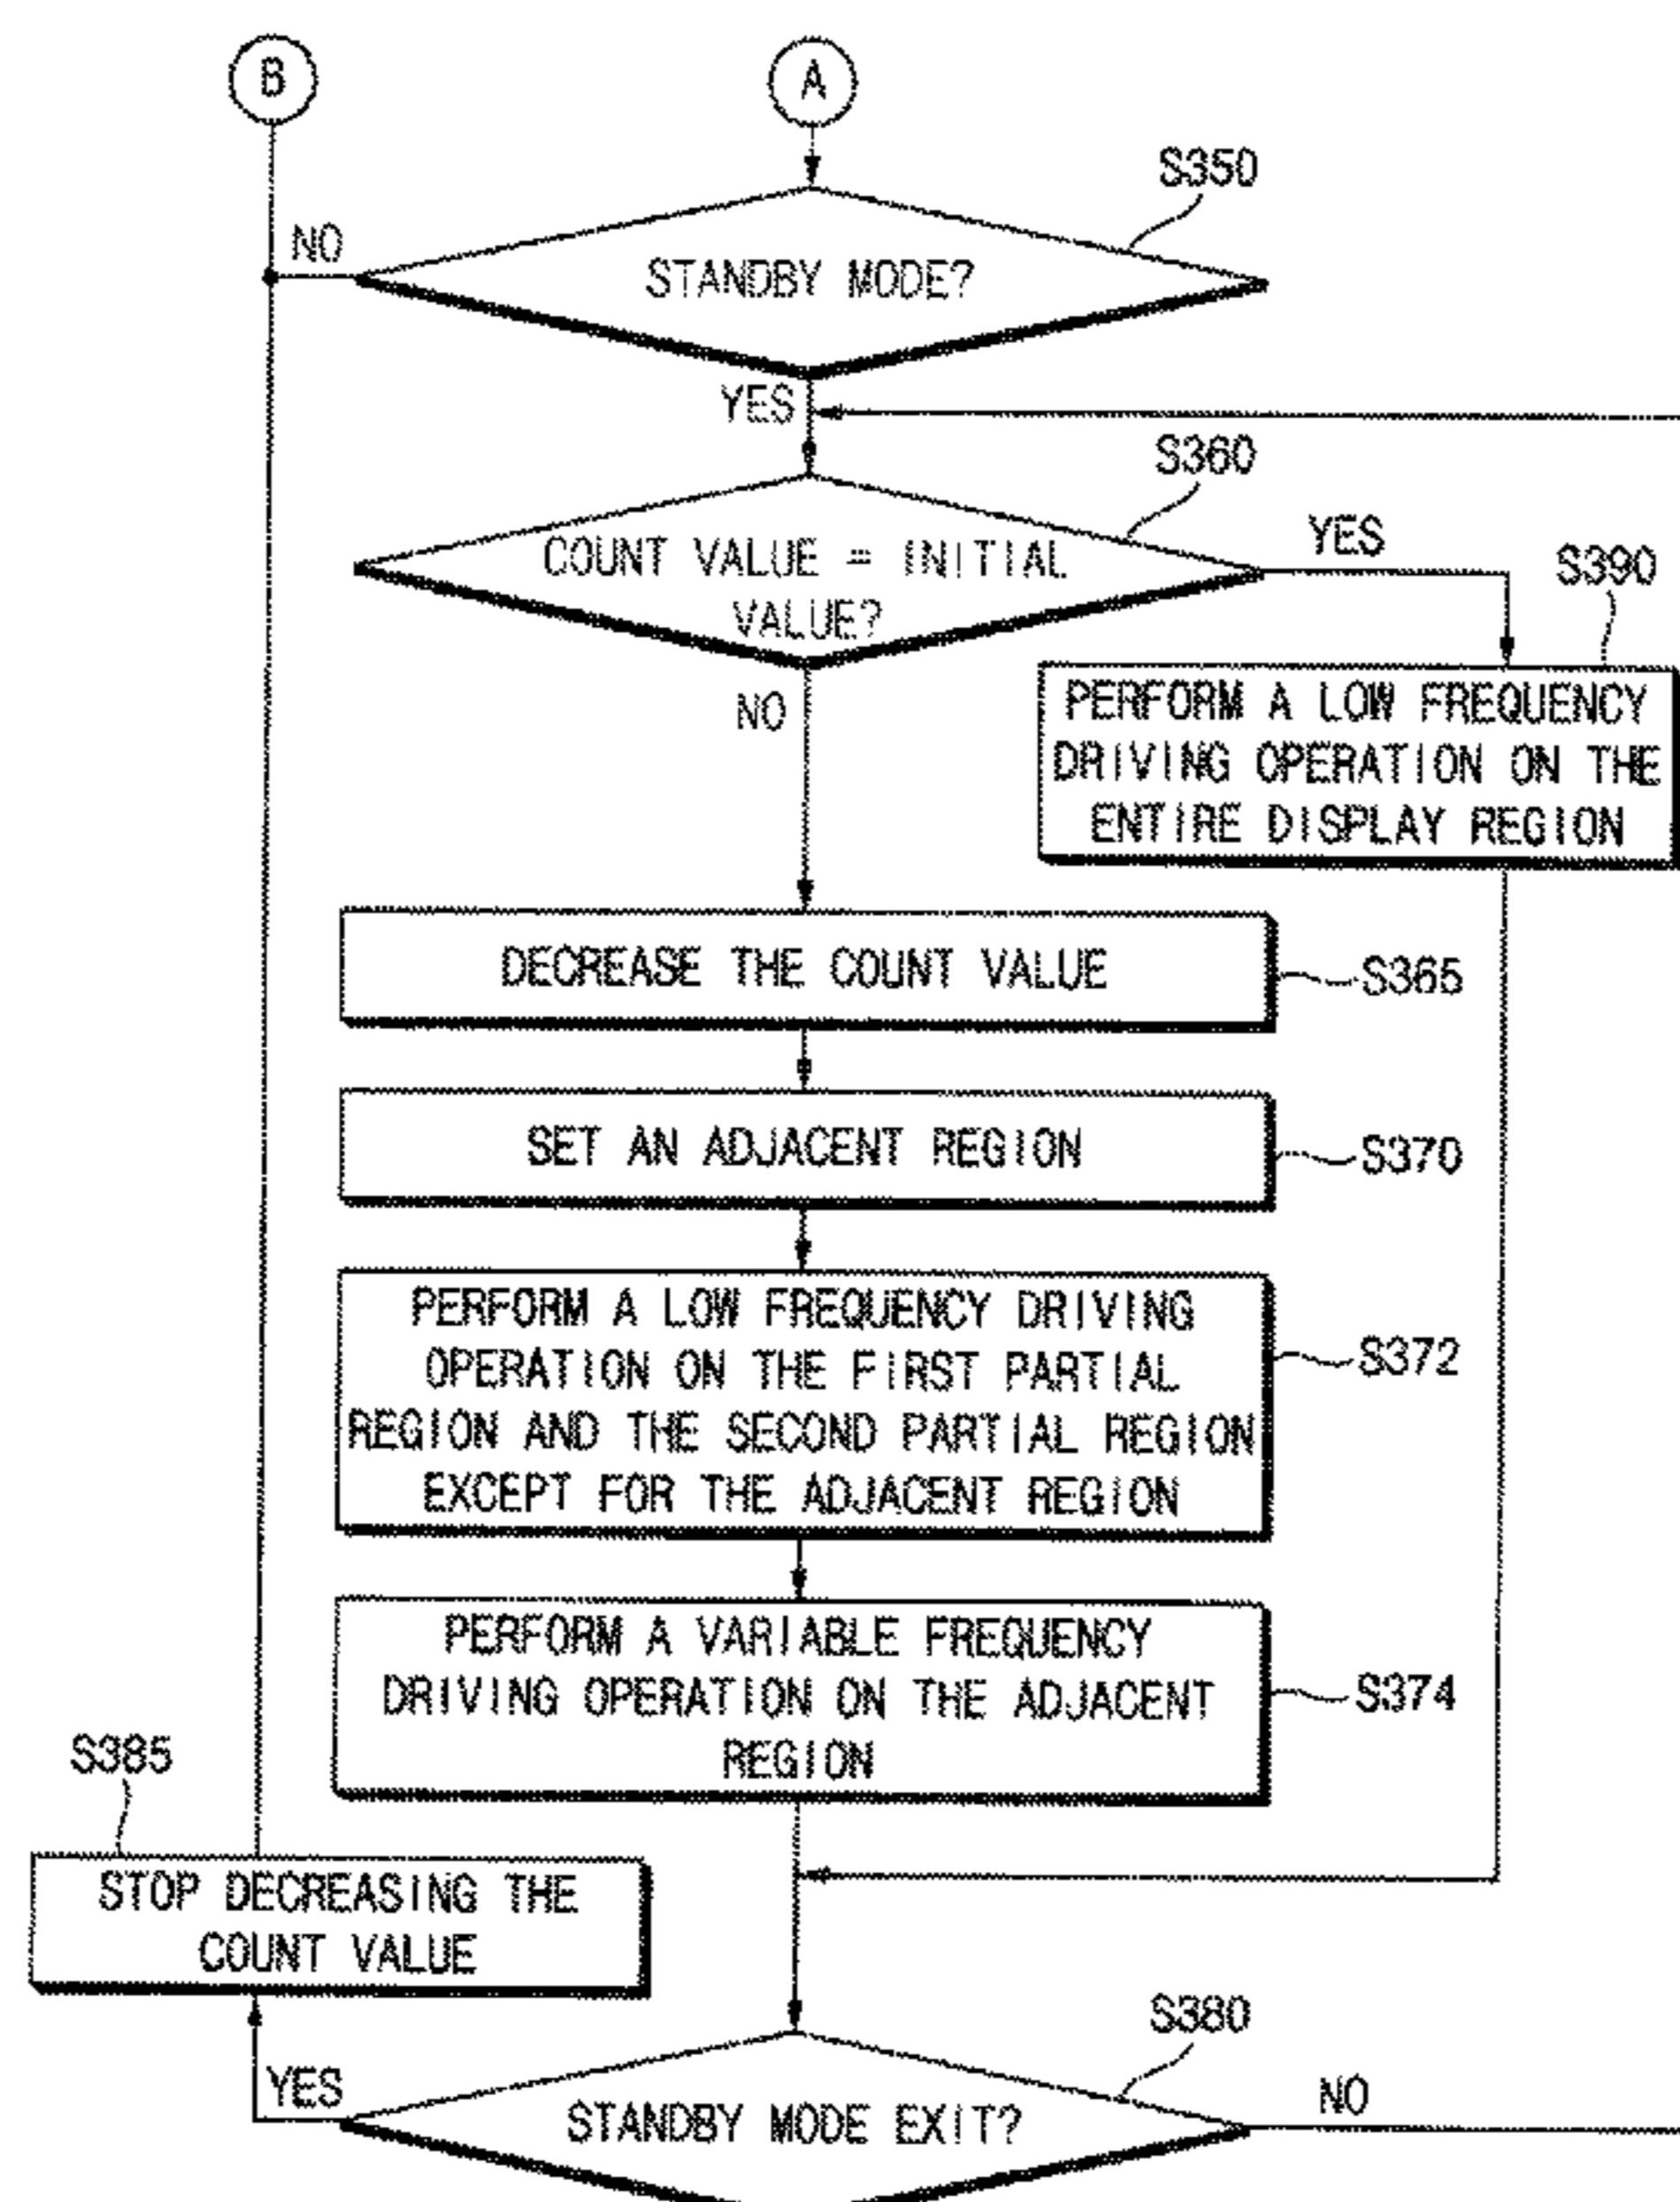 B
A
S350
NO
STANDBY MODE?
YES
S360
COUNT VALUE = INITIAL
VALUE?
YES
S390
NO
PERFORM A LOW FREQUENCY
DRIVING OPERATION ON THE
ENTIRE DISPLAY REGION
DECREASE THE COUNT VALUE
S365
SET AN ADJACENT REGION
S370
PERFORM A LOW FREQUENCY DRIVING
OPERATION ON THE FIRST PARTIAL
REGION AND THE SECOND PARTIAL REGION
EXCEPT FOR THE ADJACENT REGION
S372
PERFORM A VARIABLE FREQUENCY
DRIVING OPERATION ON THE ADJACENT
REGION
S374
S385
STOP DECREASING THE
COUNT VALUE
S380
YES
STANDBY MODE EXIT?
NO